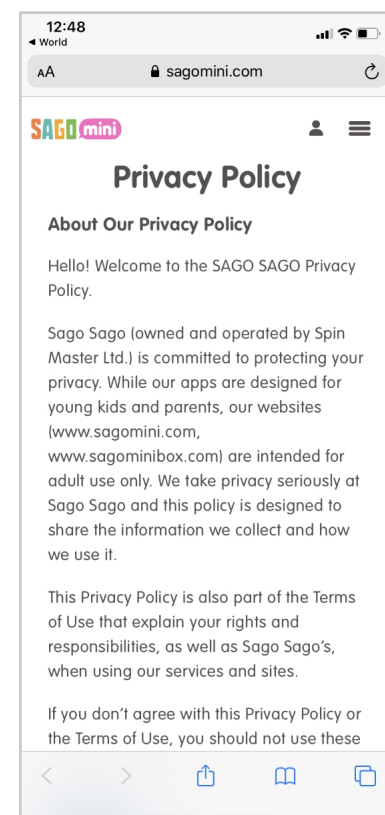 12:48
◀ World
AA sagomini.com
SAGO mini
Privacy Policy
About Our Privacy Policy
Hello! Welcome to the SAGO SAGO Privacy
Policy.
Sago Sago (owned and operated by Spin
Master Ltd.) is committed to protecting your
privacy. While our apps are designed for
young kids and parents, our websites
(www.sagomini.com,
www.sagominibox.com) are intended for
adult use only. We take privacy seriously at
Sago Sago and this policy is designed to
share the information we collect and how
we use it.
This Privacy Policy is also part of the Terms
of Use that explain your rights and
responsibilities, as well as Sago Sago’s,
when using our services and sites.
If you don’t agree with this Privacy Policy or
the Terms of Use, you should not use these